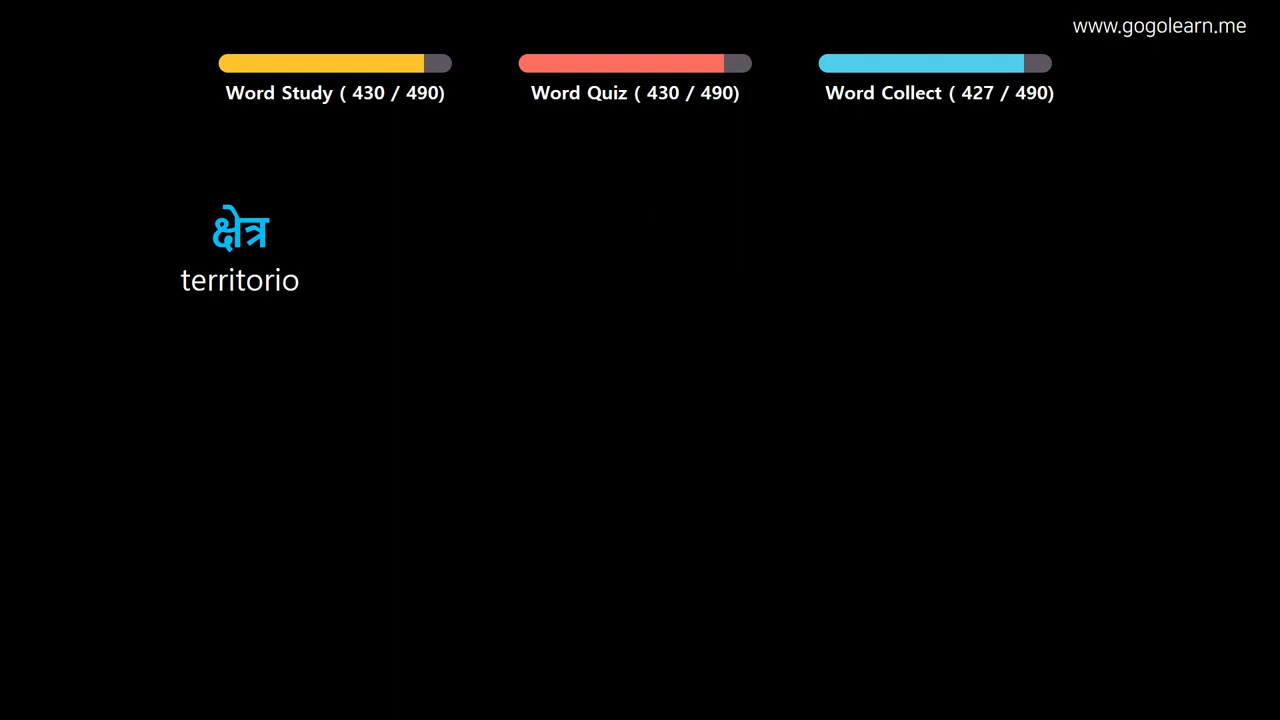 www.gogolearn.me
Word Study ( 430 / 490)
Word Quiz ( 430 / 490)
Word Collect ( 427 / 490)
क्षेत्र
territorio